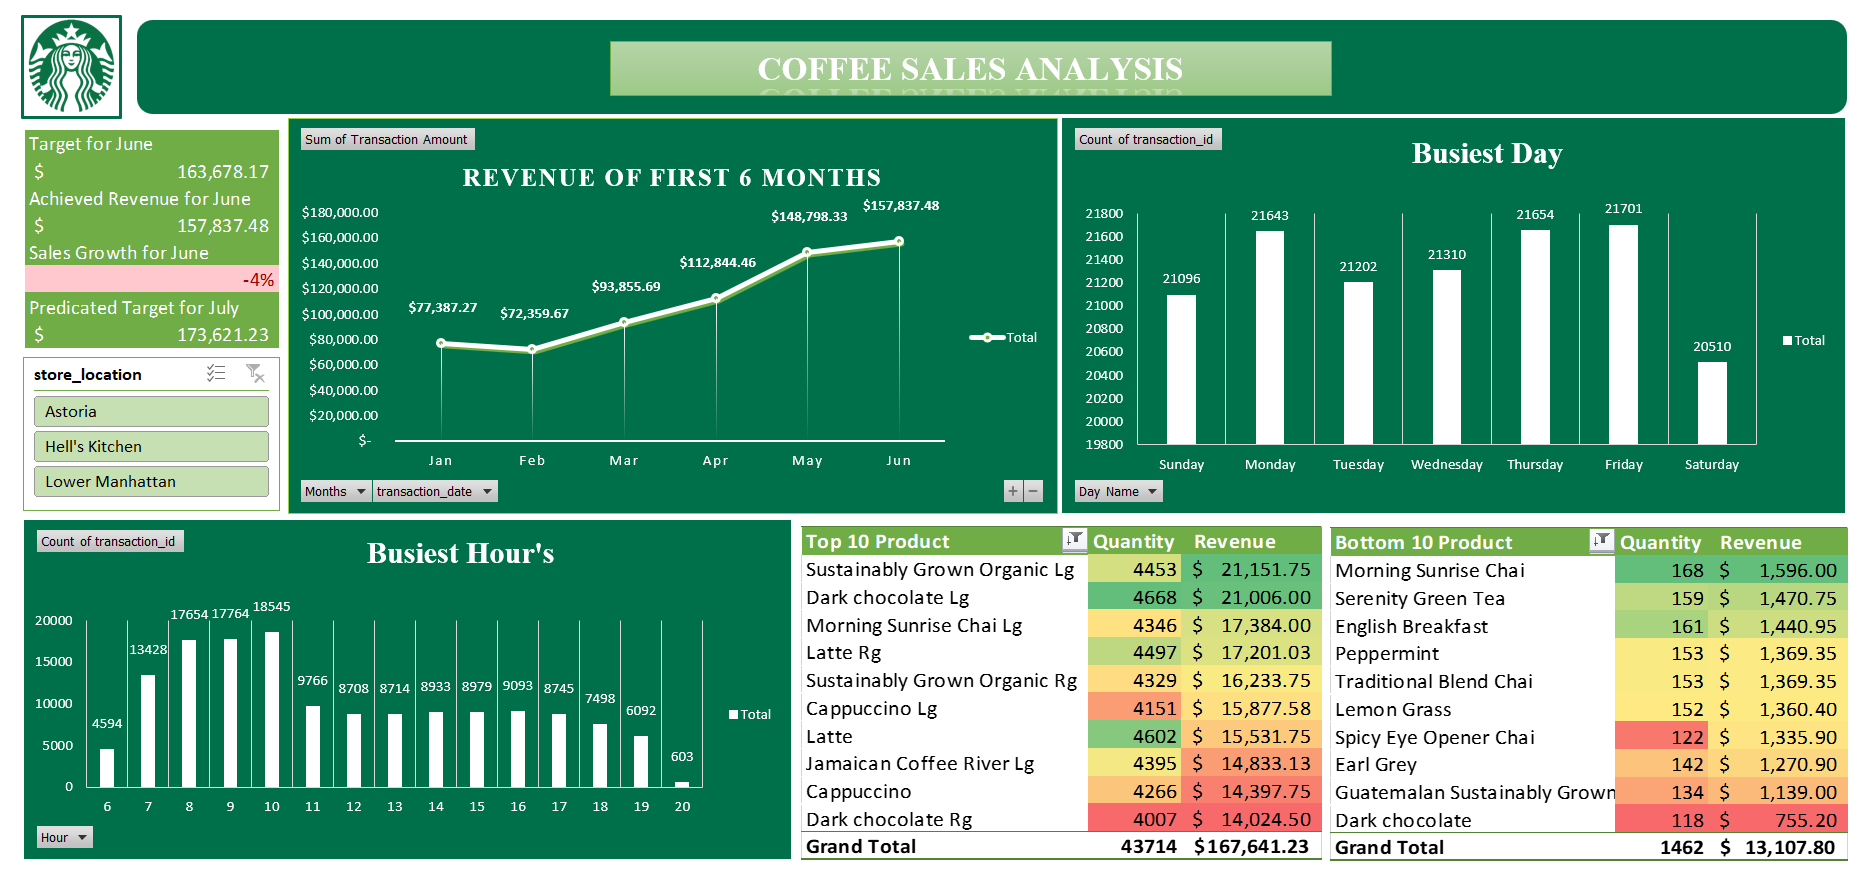 COFFEE SALES ANALYSIS
Target for June
$ 163,678.17
Achieved Revenue for June
$ 157,837.48
Sales Growth for June
-4%
Predicated Target for July
$ 173,621.23
store_location
Astoria
Hell's Kitchen
Lower Manhattan
Sum of Transaction Amount
REVENUE OF FIRST 6 MONTHS
$180,000.00
$160,000.00
$140,000.00
$120,000.00
$100,000.00
$80,000.00
$60,000.00
$40,000.00
$20,000.00
$-
$77,387.27
$72,359.67
$93,855.69
$112,844.46
$148,798.33
$157,837.48
Jan Feb Mar Apr May Jun
Total
Months transaction_date
+ −
Count of transaction_id
Busiest Day
21800
21600
21400
21200
21000
20800
20600
20400
20200
20000
19800
21096
21643
21202
21310
21654
21701
20510
Sunday Monday Tuesday Wednesday Thursday Friday Saturday
Total
Day Name
Count of transaction_id
Busiest Hour's
20000
15000
10000
5000
0
4594
13428
17654
17764
18545
9766
8708
8714
8933
8979
9093
8745
7498
6092
603
6 7 8 9 10 11 12 13 14 15 16 17 18 19 20
Total
Hour
Top 10 Product Quantity Revenue
Sustainably Grown Organic Lg 4453 $ 21,151.75
Dark chocolate Lg 4668 $ 21,006.00
Morning Sunrise Chai Lg 4346 $ 17,384.00
Latte Rg 4497 $ 17,201.03
Sustainably Grown Organic Rg 4329 $ 16,233.75
Cappuccino Lg 4151 $ 15,877.58
Latte 4602 $ 15,531.75
Jamaican Coffee River Lg 4395 $ 14,833.13
Cappuccino 4266 $ 14,397.75
Dark chocolate Rg 4007 $ 14,024.50
Grand Total 43714 $167,641.23
Bottom 10 Product Quantity Revenue
Morning Sunrise Chai 168 $ 1,596.00
Serenity Green Tea 159 $ 1,470.75
English Breakfast 161 $ 1,440.95
Peppermint 153 $ 1,369.35
Traditional Blend Chai 153 $ 1,369.35
Lemon Grass 152 $ 1,360.40
Spicy Eye Opener Chai 122 $ 1,335.90
Earl Grey 142 $ 1,270.90
Guatemalan Sustainably Grown 134 $ 1,139.00
Dark chocolate 118 $ 755.20
Grand Total 1462 $ 13,107.80